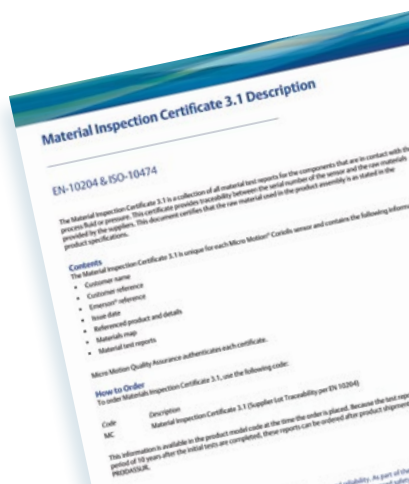 Material Inspection Certificate 3.1 Description
EN-10204 & ISO-10474
The Material Inspection Certificate 3.1 is a collection of all material test reports for the components that are in contact with the
process fluid or pressure. This certificate provides traceability between the serial number of the sensor and the raw materials
provided by the suppliers. This document certifies that the raw material used in the product assembly is as stated in the
product specifications.
Contents
The Material Inspection Certificate 3.1 is unique for each Micro Motion® Coriolis sensor and contains the following
• Customer name
• Customer reference
• Emerson® reference
• Issue date
• Referenced product and details
• Materials map
• Material test reports
Micro Motion Quality Assurance authenticates each certificate.
How to Order
To order Materials Inspection Certificate 3.1, use the following code:
Code Description
MC Material Inspection Certificate 3.1 (Supplier Lot Traceability per EN 10204)
This information is available in the product model code at the time the order is placed. Because the test
period of 10 years after the initial tests are completed, these reports can be ordered after product shipment
PRODASSUR.
reliability. As part of the